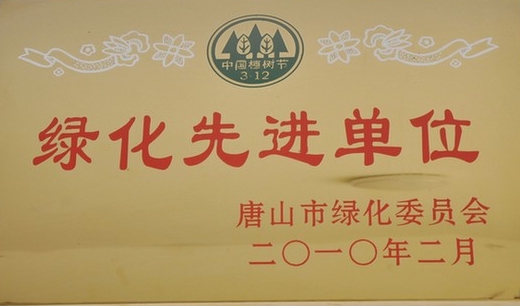 中国植树节
3·12
绿化先进单位
唐山市绿化委员会
二〇一〇年二月